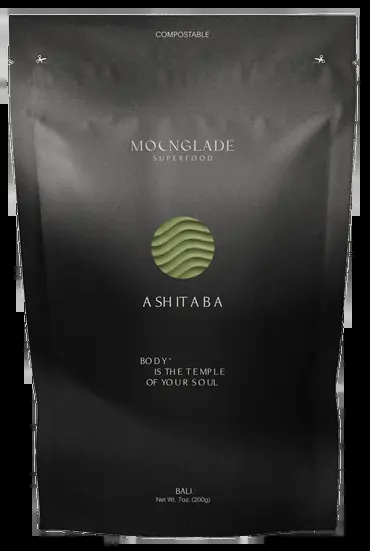 COMPOSTABLE
MOONGLADE
SUPERFOOD
ASHITABA
BODY*
IS THE TEMPLE
OF YOUR SOUL
BALI
Net Wt. 7oz. (200g)